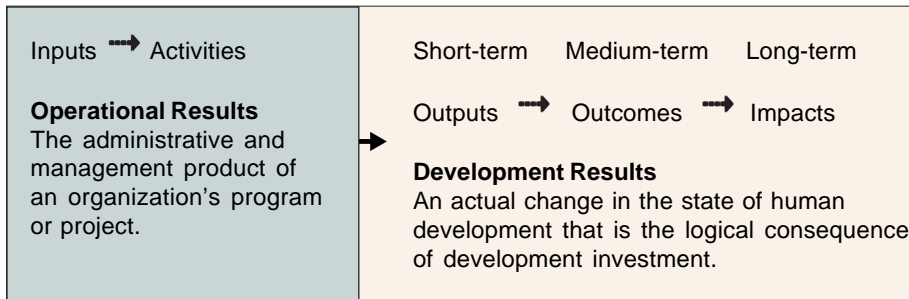 Inputs Activities
Operational Results
The administrative and
management product of
an organization's program
or project.
Short-term Medium-term Long-term
Outputs Outcomes Impacts
Development Results
An actual change in the state of human
development that is the logical consequence
of development investment.